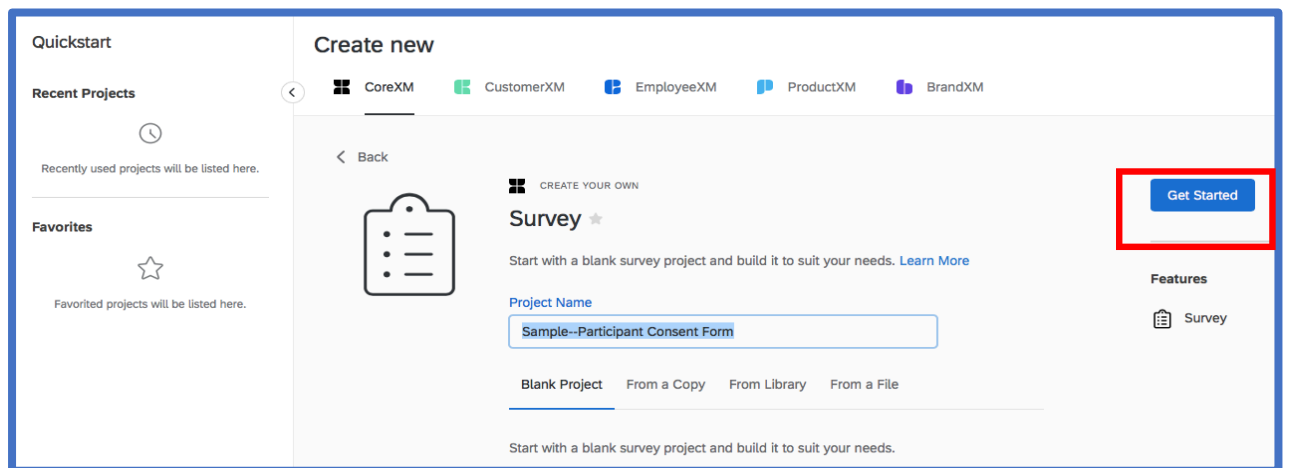 Quickstart
Recent Projects
Recently used projects will be listed here.
Favorites
Favorited projects will be listed here.
Create new
CoreXM
CustomerXM
EmployeeXM
ProductXM
BrandXM
Back
CREATE YOUR OWN
Survey
Start with a blank survey project and build it to suit your needs. Learn More
Project Name
Sample--Participant Consent Form
Blank Project
From a Copy
From Library
From a File
Start with a blank survey project and build it to suit your needs.
Get Started
Features
Survey